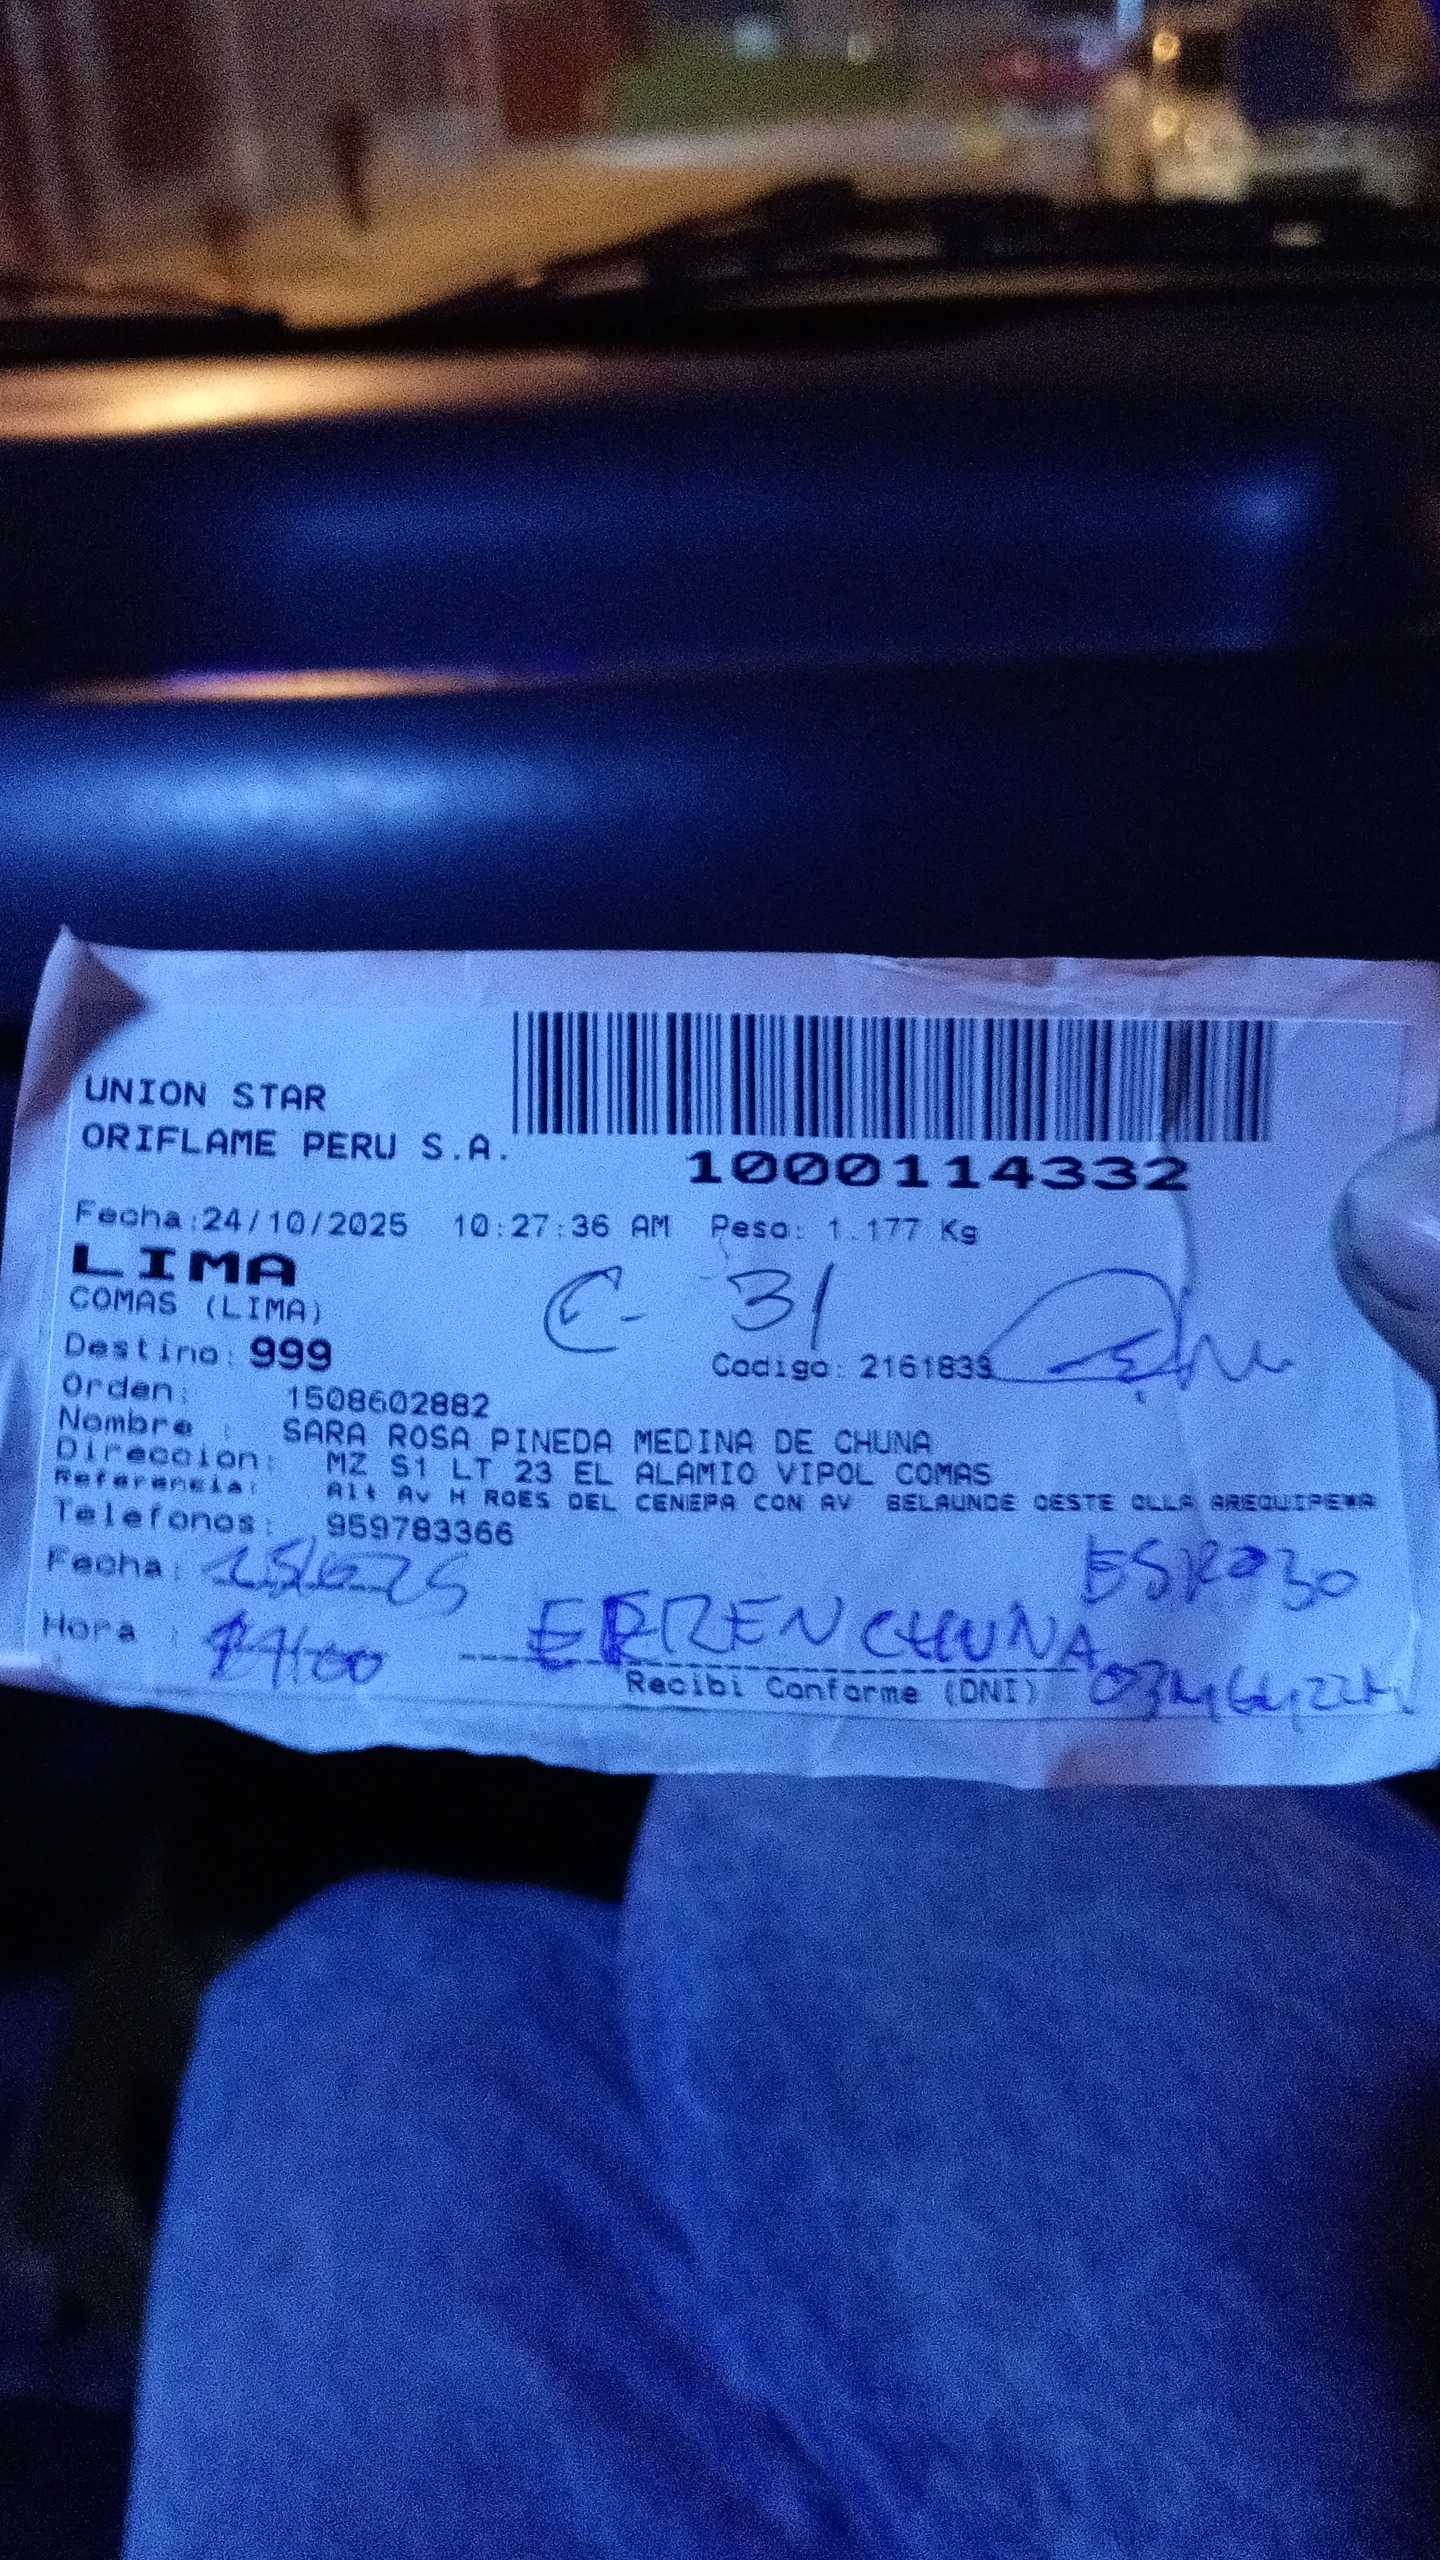 UNION STAR
ORIFLAME PERU S.A.
1000114332
Fecha:24/10/2025 10:27:36 AM Peso: 1.177 Kg
LIMA
COMAS (LIMA)
C- 31
Destino: 999
Codigo: 2161833
Orden: 1508602882
Nombre : SARA ROSA PINEDA MEDINA DE CHUNA
Direccion: MZ S1 LT 23 EL ALAMIO VIPOL COMAS
Referencia: Alt Av H ROES DEL CENEPA CON AV BELAUNDE OESTE OLLA AREQUIPEÑA
Telefonos: 959783366
Fecha:
ESPOZO
Hora :
CHUNA
Recibi Conforme (DNI)